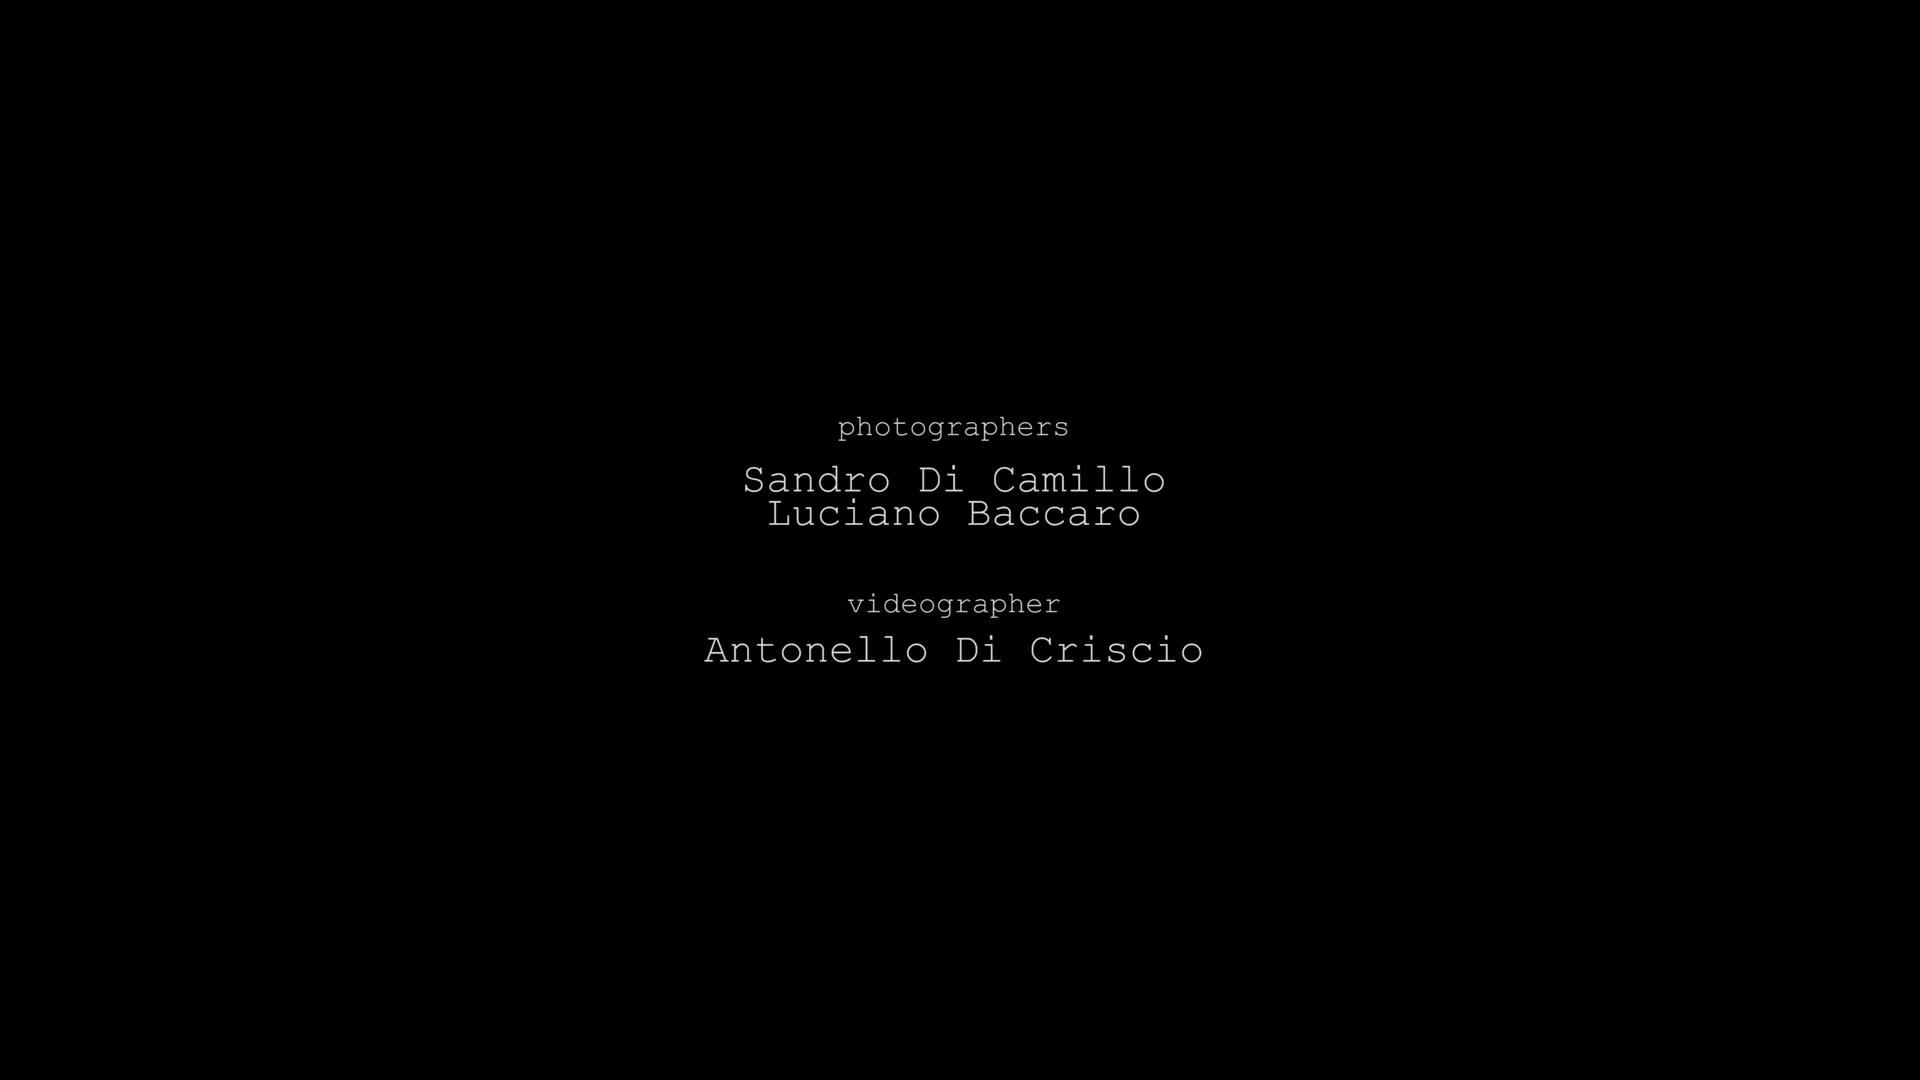 photographers
Sandro Di Camillo
Luciano Baccaro
videographer
Antonello Di Criscio